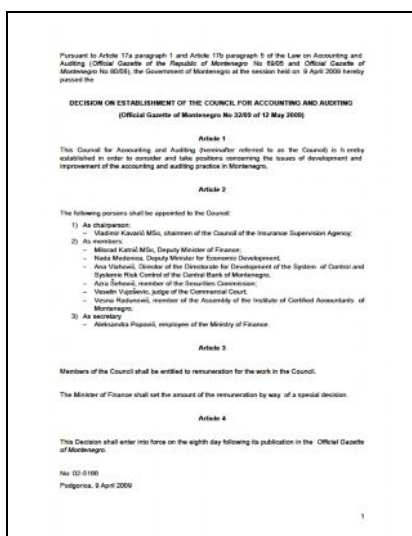 Pursuant to Article 17a paragraph 1 and Article 17b paragraph 5 of the Law on Accounting and
Auditing (Official Gazette of the Republic of Montenegro No 69/05 and Official Gazette of
Montenegro No 80/08), the Government of Montenegro at the session held on 9 April 2009 hereby
passed the
DECISION ON ESTABLISHMENT OF THE COUNCIL FOR ACCOUNTING AND AUDITING
(Official Gazette of Montenegro No 32/09 of 12 May 2009)
Article 1
This Council for Accounting and Auditing (hereinafter referred to as the Council) is h ereby
established in order to consider and take positions concerning the issues of development and
improvement of the accounting and auditing practice in Montenegro.
Article 2
The following persons shall be appointed to the Council:
1) As chairperson:
– Vladimir Kavarić MSc, chairmen of the Council of the Insurance Supervision Agency;
2) As members:
– Milorad Katnić MSc, Deputy Minister of Finance;
– Nada Medenica, Deputy Minister for Economic Development;
– Ana Vlahović, Director of the Directorate for Development of the System of Control and
Systemic Risk Control of the Central Bank of Montenegro.
– Azra Šehović, member of the Securities Commission;
– Veselin Vujošević, judge of the Commercial Court.
– Vesna Radunović, member of the Assembly of the Institute of Certified Accountants of
Montenegro;
3) As secretary
– Aleksandra Popović, employee of the Ministry of Finance.
Article 3
Members of the Council shall be entitled to remuneration for the work in the Council.
The Minister of Finance shall set the amount of the remuneration by way of a special decision.
Article 4
This Decision shall enter into force on the eighth day following its publication in the Official Gazette
of Montenegro.
No: 02-5166
Podgorica, 9 April 2009
1